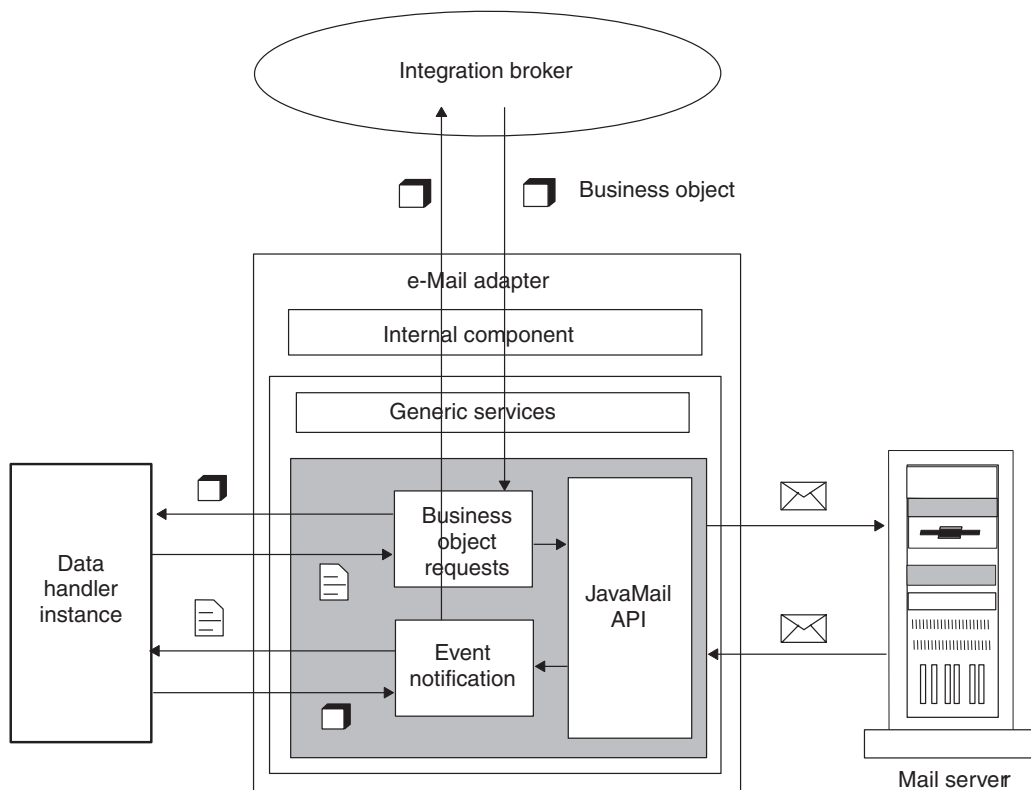 Integration broker
Business object
e-Mail adapter
Internal component
Generic services
Business
object
requests
Data
handler
instance
JavaMail
API
Event
notification
Mail server